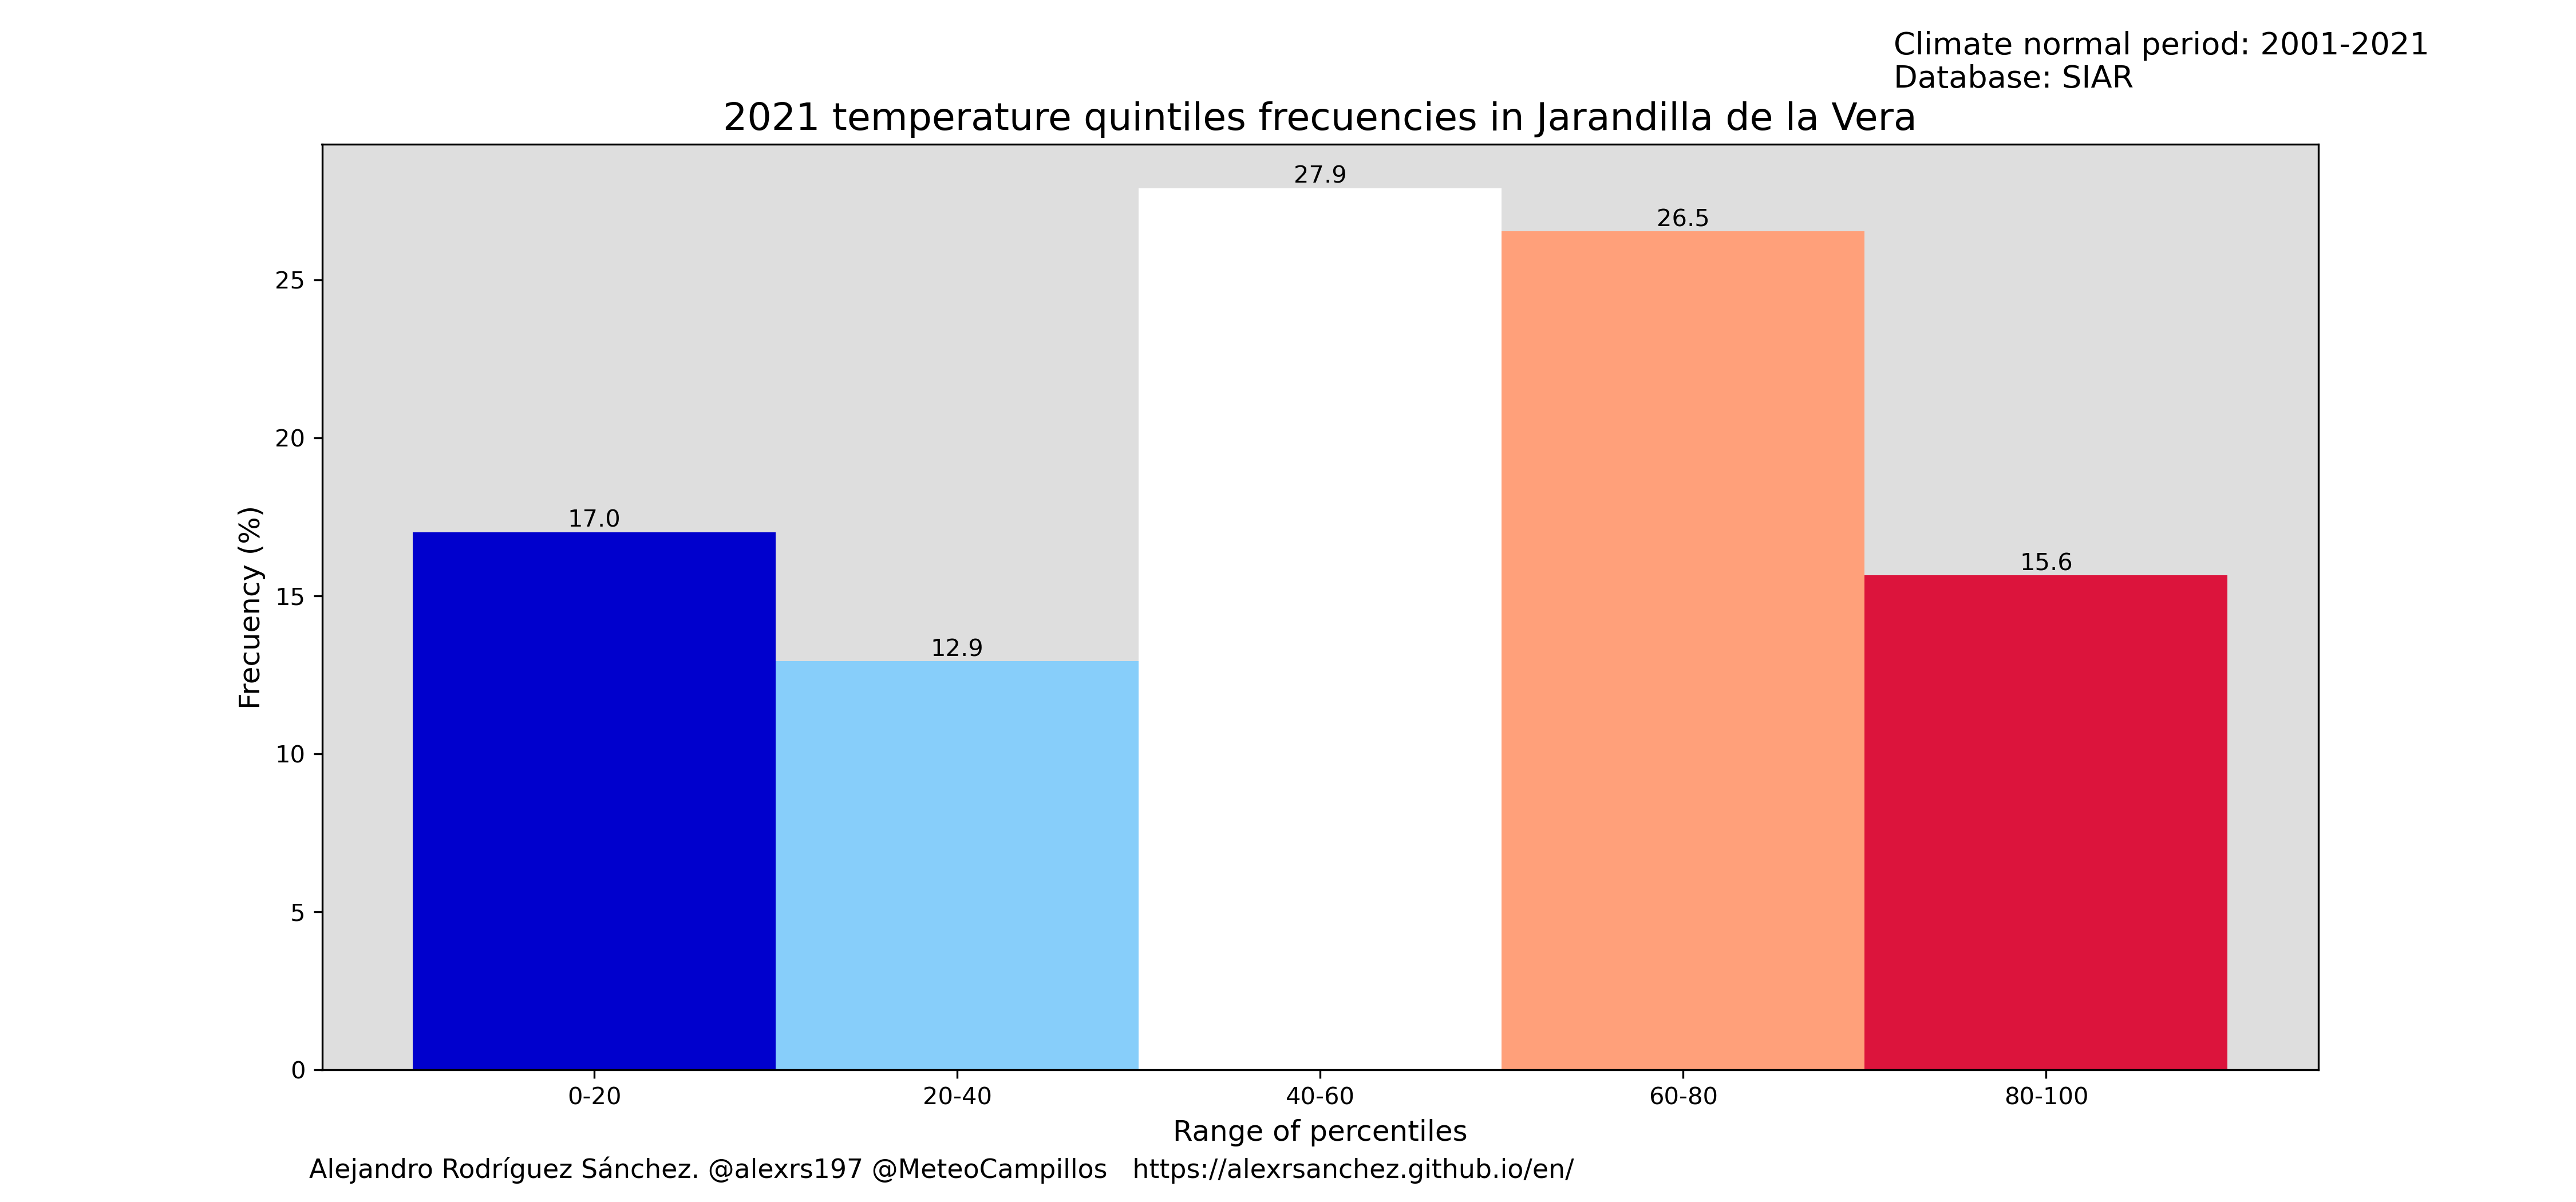 Climate normal period: 2001-2021
Database: SIAR
2021 temperature quintiles frecuencies in Jarandilla de la Vera
27.9
26.5
25
20
17.0
15.6
15
12.9
10
5
0
Frecuency (%)
0-20 20-40 40-60 60-80 80-100
Range of percentiles
Alejandro Rodríguez Sánchez. @alexrs197 @MeteoCampillos https://alexrsanchez.github.io/en/